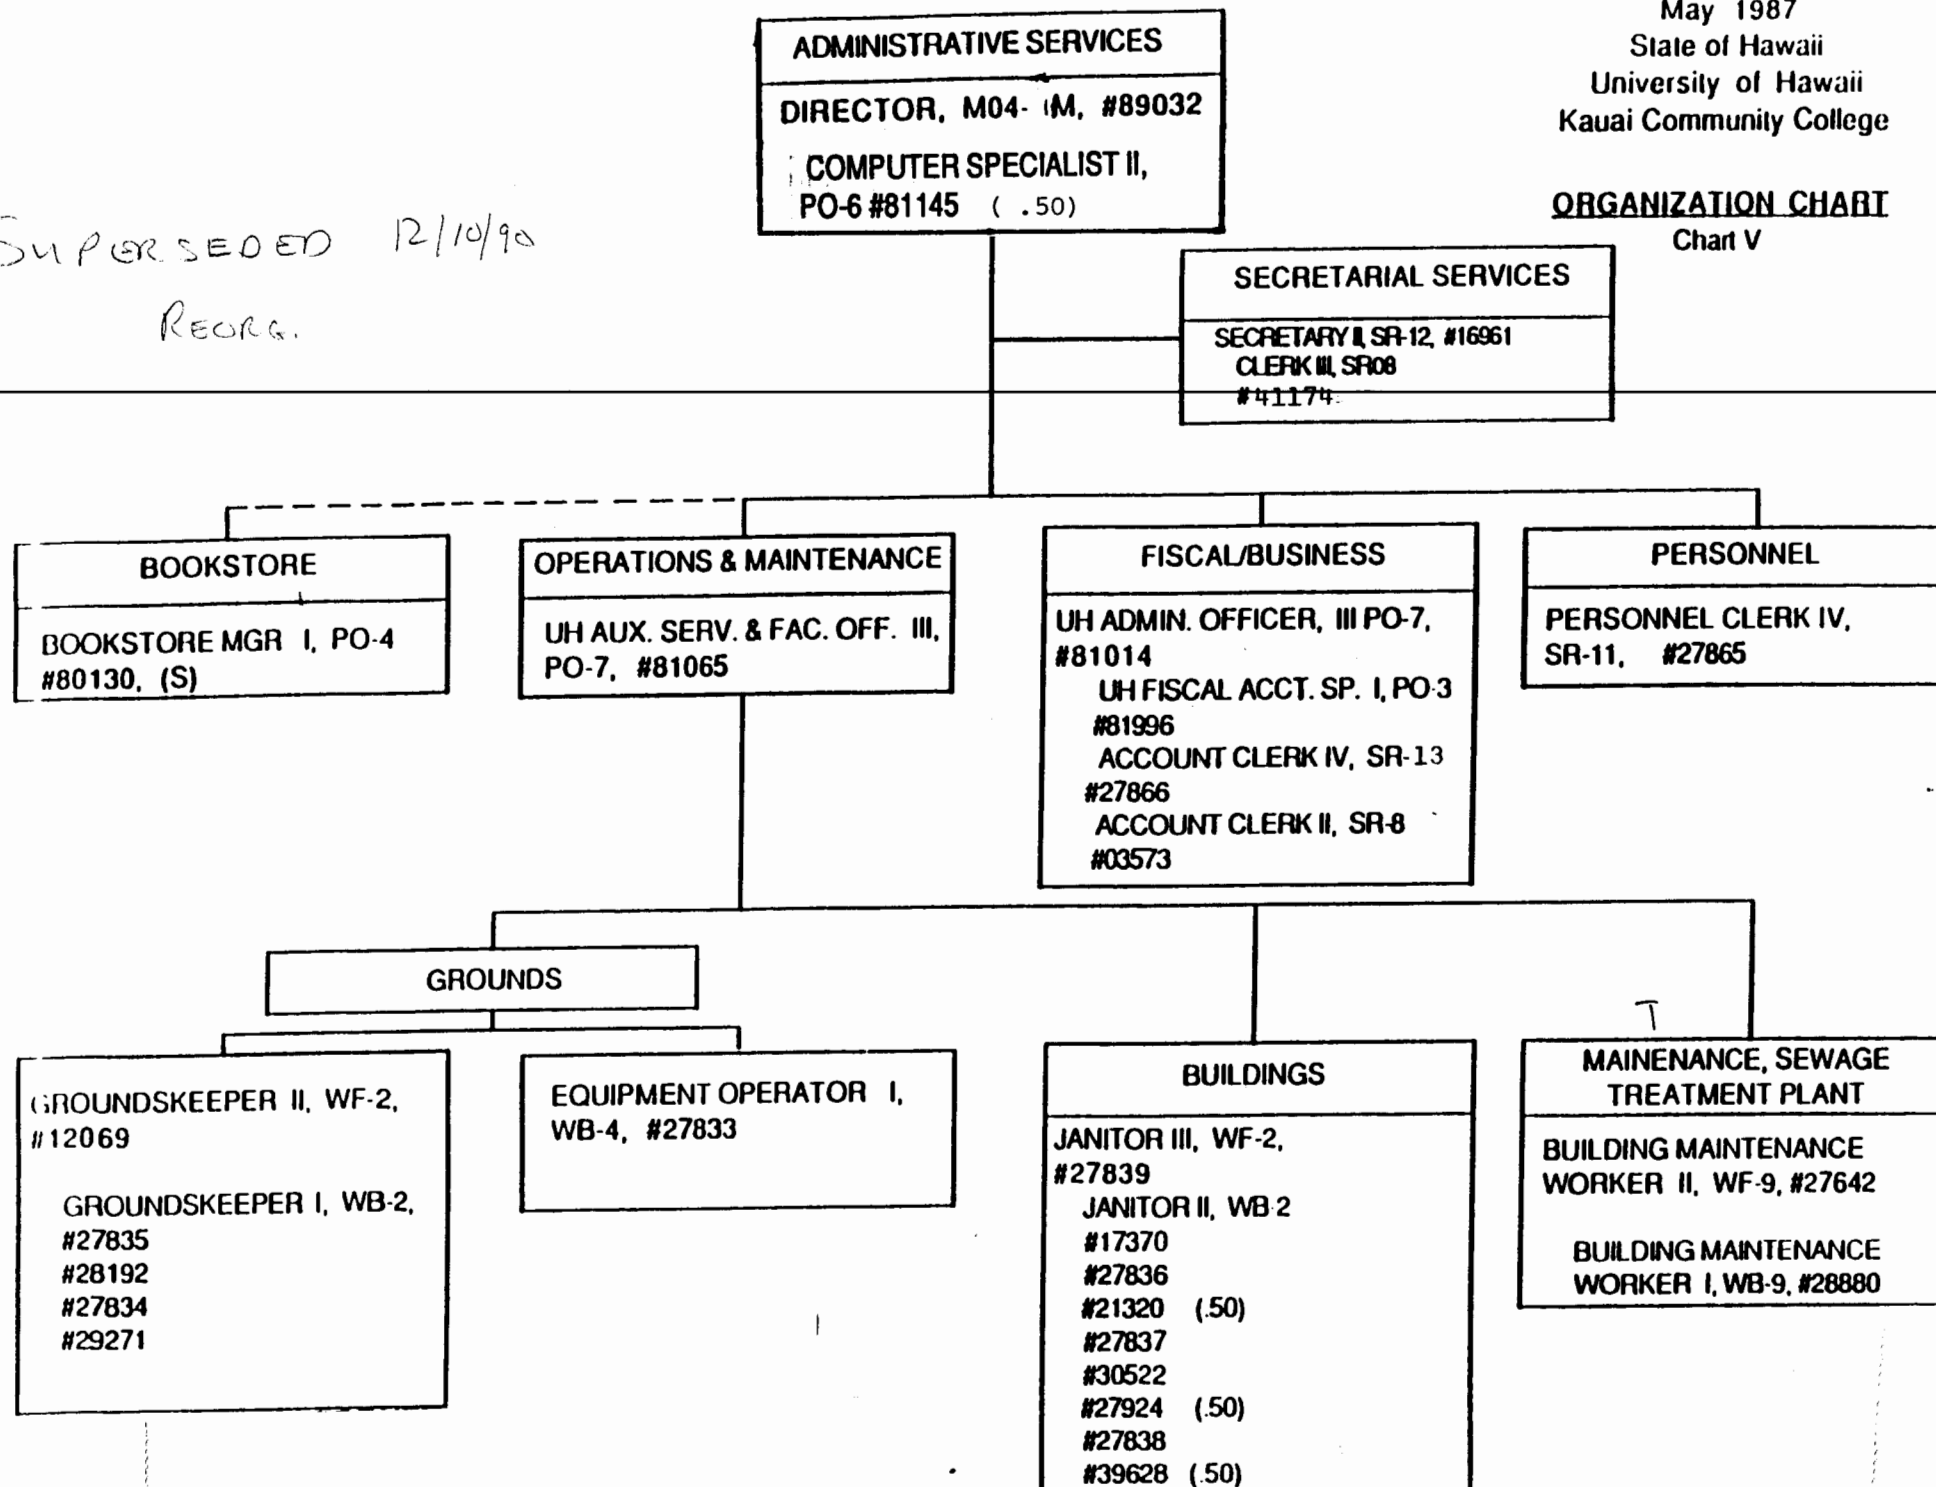 May 1987
State of Hawaii
University of Hawaii
Kauai Community College
ORGANIZATION CHART
Chart V
SUPERSEDED 12/10/90
REORG.
ADMINISTRATIVE SERVICES
DIRECTOR, M04- M, #89032
COMPUTER SPECIALIST II,
PO-6 #81145 ( .50)
SECRETARIAL SERVICES
SECRETARY II, SR-12, #16961
CLERK III, SR08
#41174
BOOKSTORE
BOOKSTORE MGR I, PO-4
#80130, (S)
OPERATIONS & MAINTENANCE
UH AUX. SERV. & FAC. OFF. III,
PO-7, #81065
FISCAL/BUSINESS
UH ADMIN. OFFICER, III PO-7,
#81014
UH FISCAL ACCT. SP. I, PO-3
#81996
ACCOUNT CLERK IV, SR-13
#27866
ACCOUNT CLERK II, SR-8
#03573
PERSONNEL
PERSONNEL CLERK IV,
SR-11, #27865
GROUNDS
GROUNDSKEEPER II, WF-2,
#12069
GROUNDSKEEPER I, WB-2,
#27835
#28192
#27834
#29271
EQUIPMENT OPERATOR I,
WB-4, #27833
BUILDINGS
JANITOR III, WF-2,
#27839
JANITOR II, WB-2
#17370
#27836
#21320 (.50)
#27837
#30522
#27924 (.50)
#27838
#39628 (.50)
T
MAINENANCE, SEWAGE
TREATMENT PLANT
BUILDING MAINTENANCE
WORKER II, WF-9, #27642
BUILDING MAINTENANCE
WORKER I, WB-9, #28880